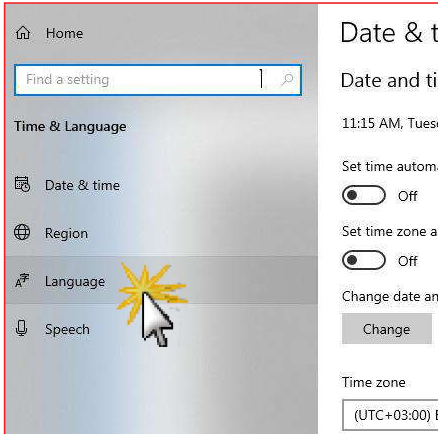 Home
Find a setting
Time & Language
Date & time
Region
Language
Speech
Date & t
Date and ti
11:15 AM, Tues
Set time automa
Off
Set time zone a
Off
Change date an
Change
Time zone
(UTC+03:00)